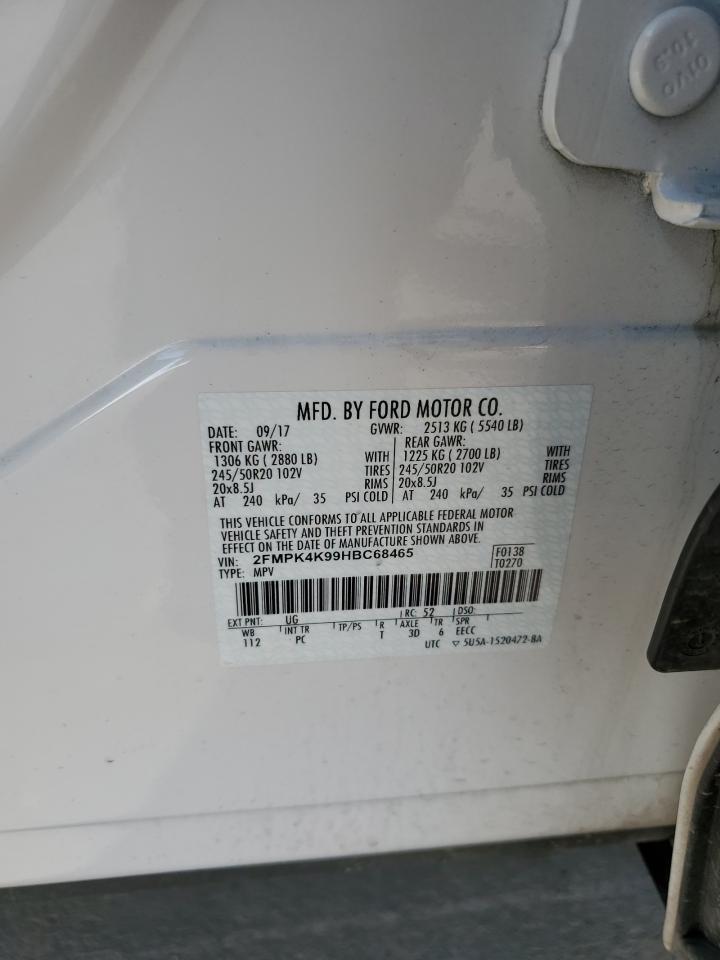 MFD. BY FORD MOTOR CO.
DATE: 09/17 GVWR: 2513 KG ( 5540 LB)
FRONT GAWR: REAR GAWR:
1306 KG ( 2880 LB) WITH 1225 KG ( 2700 LB) WITH
245/50R20 102V TIRES 245/50R20 102V TIRES
20x8.5J RIMS 20x8.5J RIMS
AT 240 kPa/ 35 PSI COLD AT 240 kPa/ 35 PSI COLD
THIS VEHICLE CONFORMS TO ALL APPLICABLE FEDERAL MOTOR
VEHICLE SAFETY AND THEFT PREVENTION STANDARDS IN
EFFECT ON THE DATE OF MANUFACTURE SHOWN ABOVE.
VIN: 2FMPK4K99HBC68465 F0138
TYPE: MPV T0270
EXT PNT: UG RC: 52 DSO:
WB INT TR TP/PS R AXLE TR SPR
112 PC T 3D 6 EECC
UTC ▽ 5U5A-1520472-BA